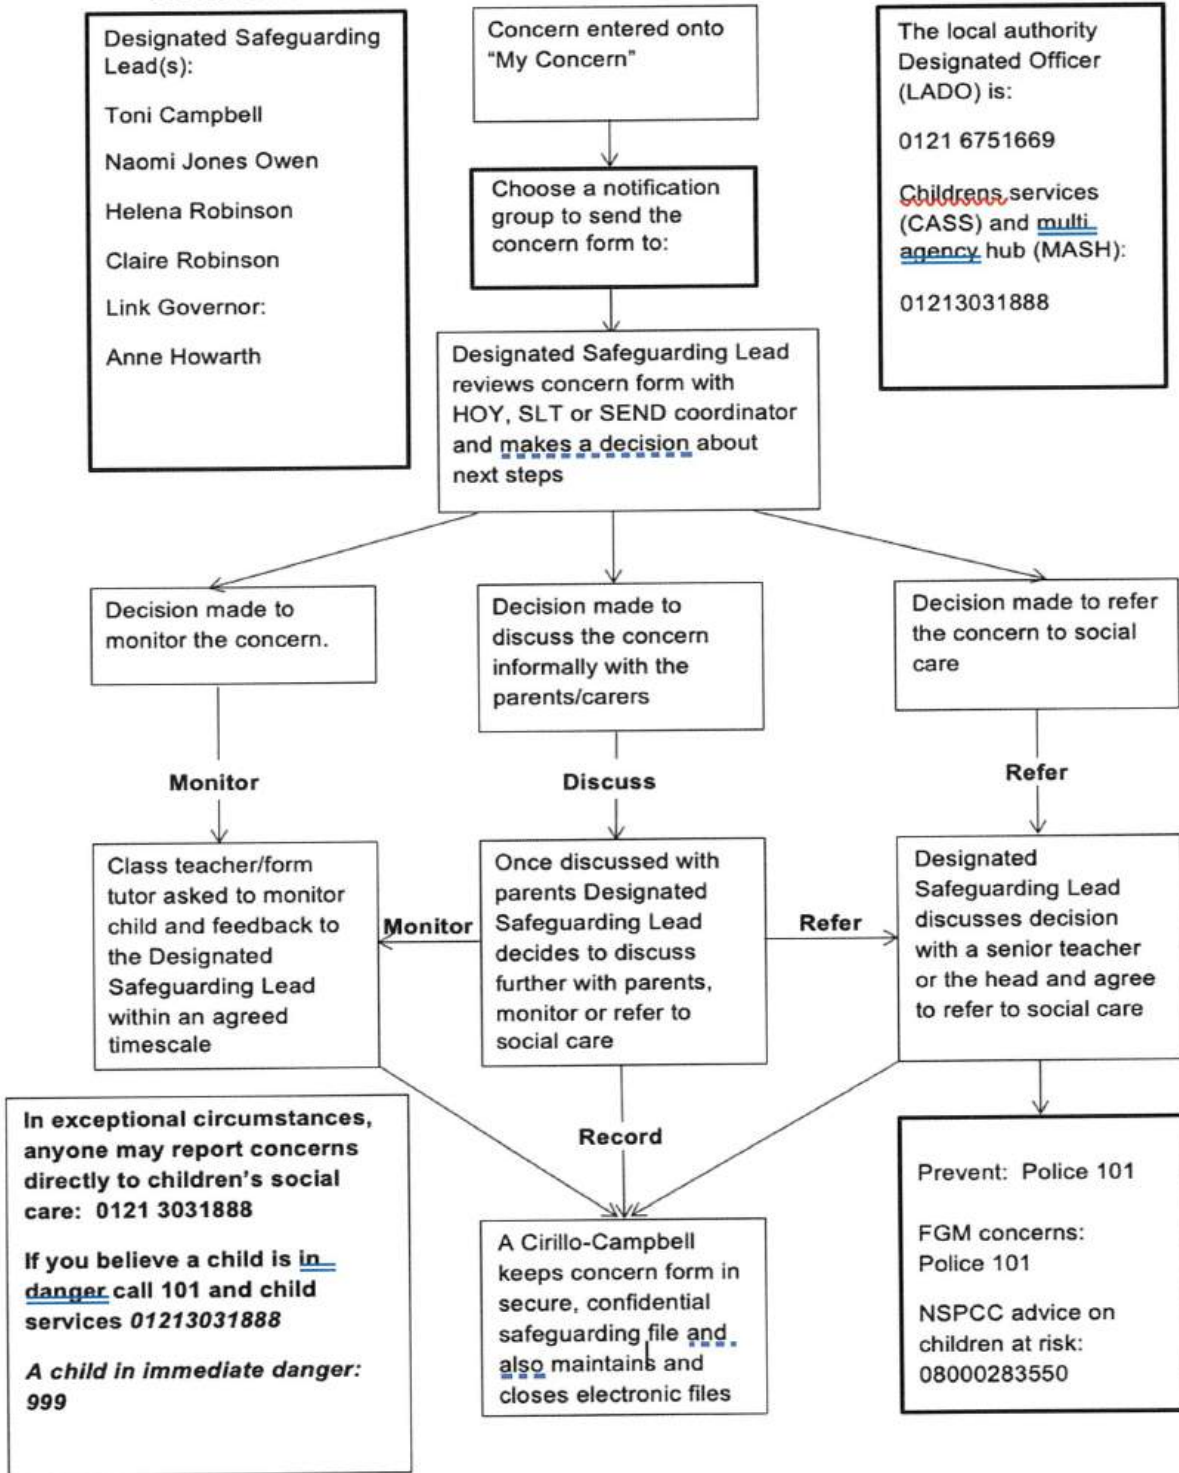 Designated Safeguarding
Lead(s):
Toni Campbell
Naomi Jones Owen
Helena Robinson
Claire Robinson
Link Governor:
Anne Howarth
Concern entered onto
“My Concern”
The local authority
Designated Officer
(LADO) is:
0121 6751669
Childrens services
(CASS) and multi
agency hub (MASH):
01213031888
Choose a notification
group to send the
concern form to:
Designated Safeguarding Lead
reviews concern form with
HOY, SLT or SEND coordinator
and makes a decision about
next steps
Decision made to
monitor the concern.
Decision made to
discuss the concern
informally with the
parents/carers
Decision made to refer
the concern to social
care
Monitor
Discuss
Refer
Class teacher/form
tutor asked to monitor
child and feedback to
the Designated
Safeguarding Lead
within an agreed
timescale
Monitor
Once discussed with
parents Designated
Safeguarding Lead
decides to discuss
further with parents,
monitor or refer to
social care
Refer
Designated
Safeguarding Lead
discusses decision
with a senior teacher
or the head and agree
to refer to social care
In exceptional circumstances,
anyone may report concerns
directly to children's social
care: 0121 3031888
If you believe a child is in
danger call 101 and child
services 01213031888
A child in immediate danger:
999
Record
A Cirillo-Campbell
keeps concern form in
secure, confidential
safeguarding file and
also maintains and
closes electronic files
Prevent: Police 101
FGM concerns:
Police 101
NSPCC advice on
children at risk:
08000283550